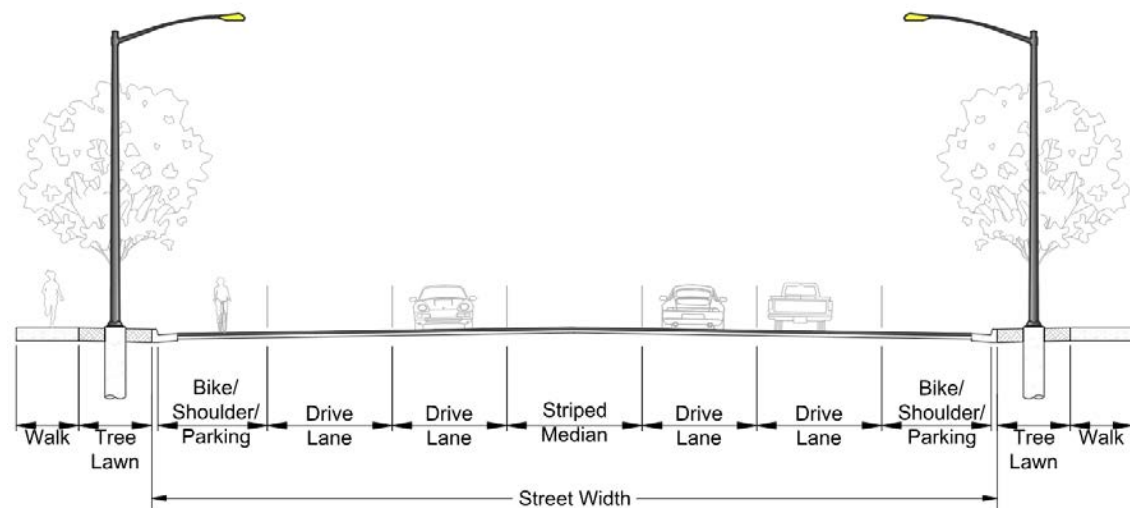 Walk
Tree
Lawn
Bike/
Shoulder/
Parking
Drive
Lane
Drive
Lane
Striped
Median
Drive
Lane
Drive
Lane
Bike/
Shoulder/
Parking
Tree
Lawn
Walk
Street Width